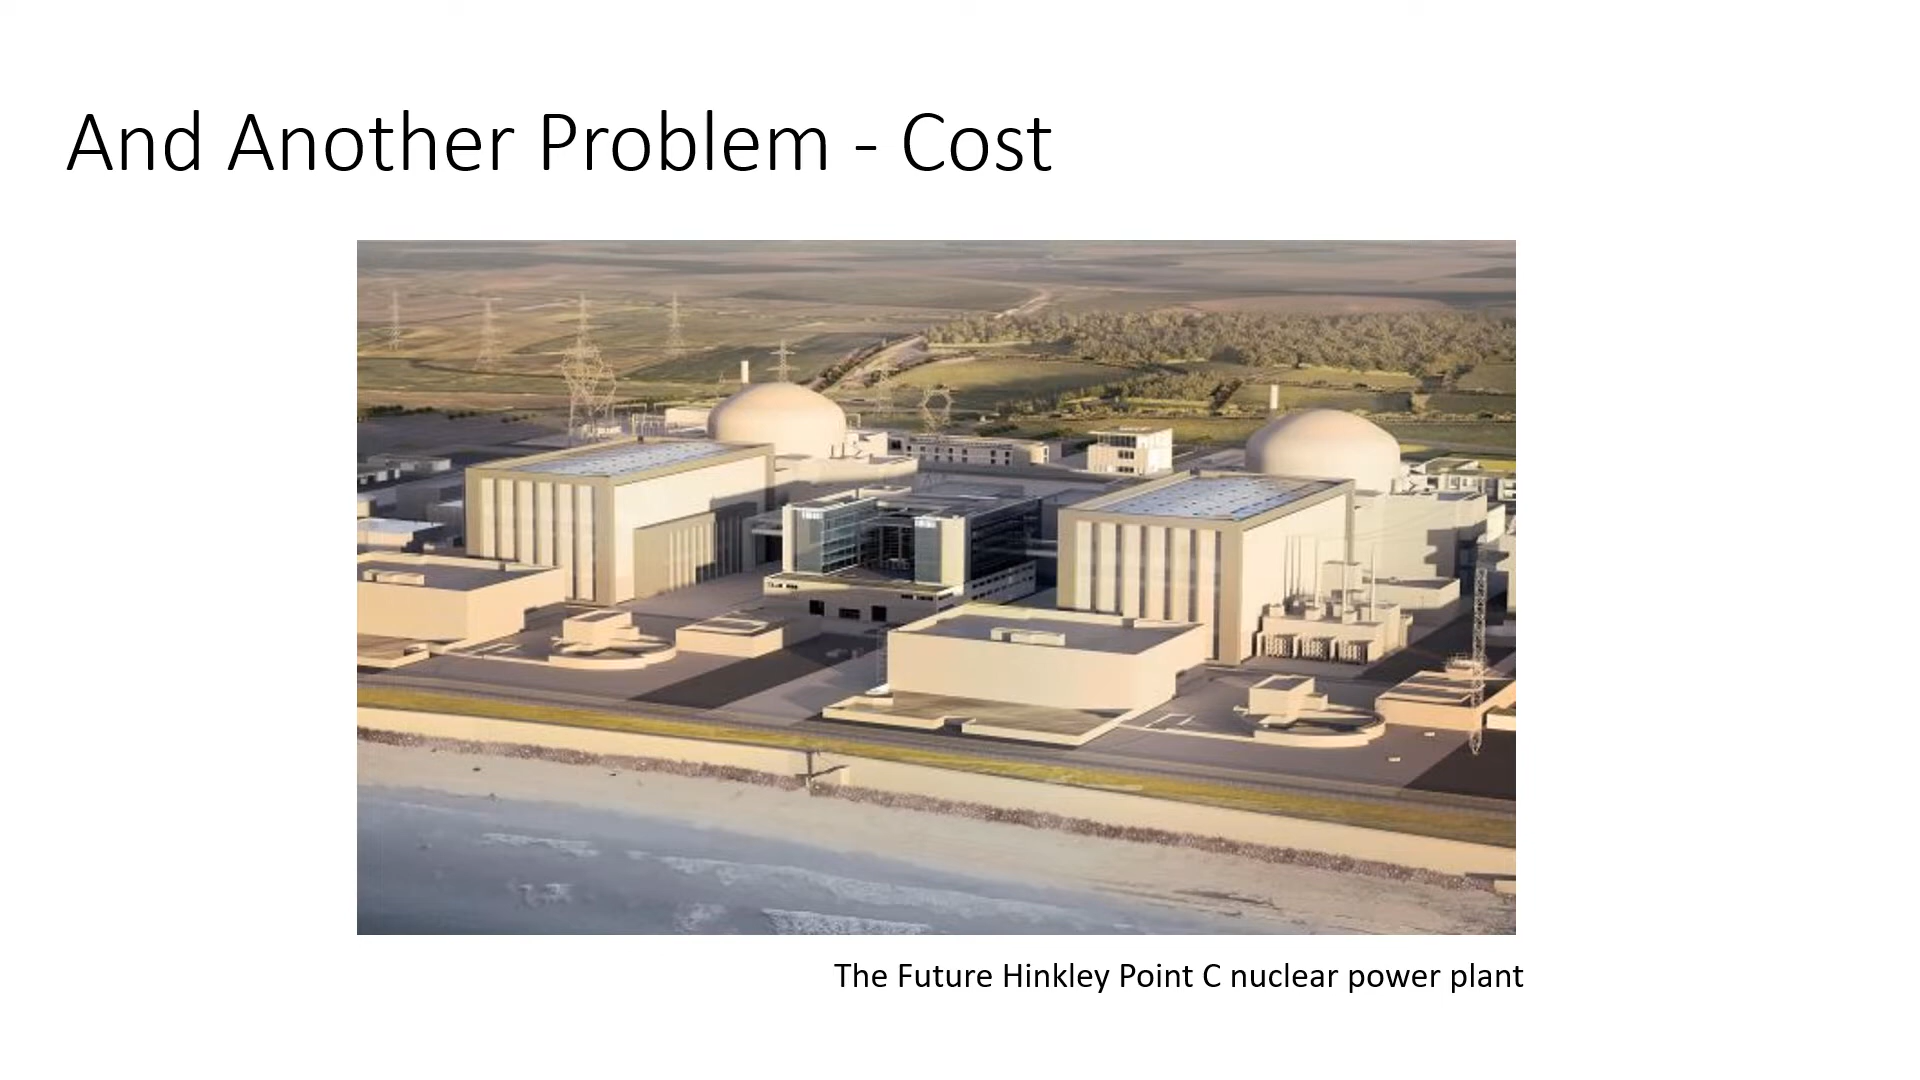 And Another Problem - Cost
The Future Hinkley Point C nuclear power plant